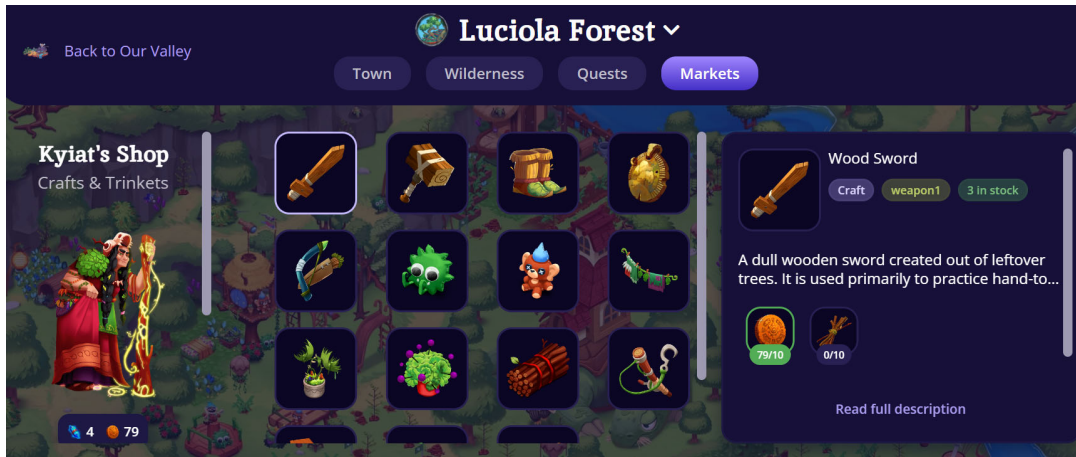 Back to Our Valley
Luciola Forest
Town
Wilderness
Quests
Markets
Kyiat's Shop
Crafts & Trinkets
4
79
Wood Sword
Craft
weapon1
3 in stock
A dull wooden sword created out of leftover
trees. It is used primarily to practice hand-to...
79/10
0/10
Read full description